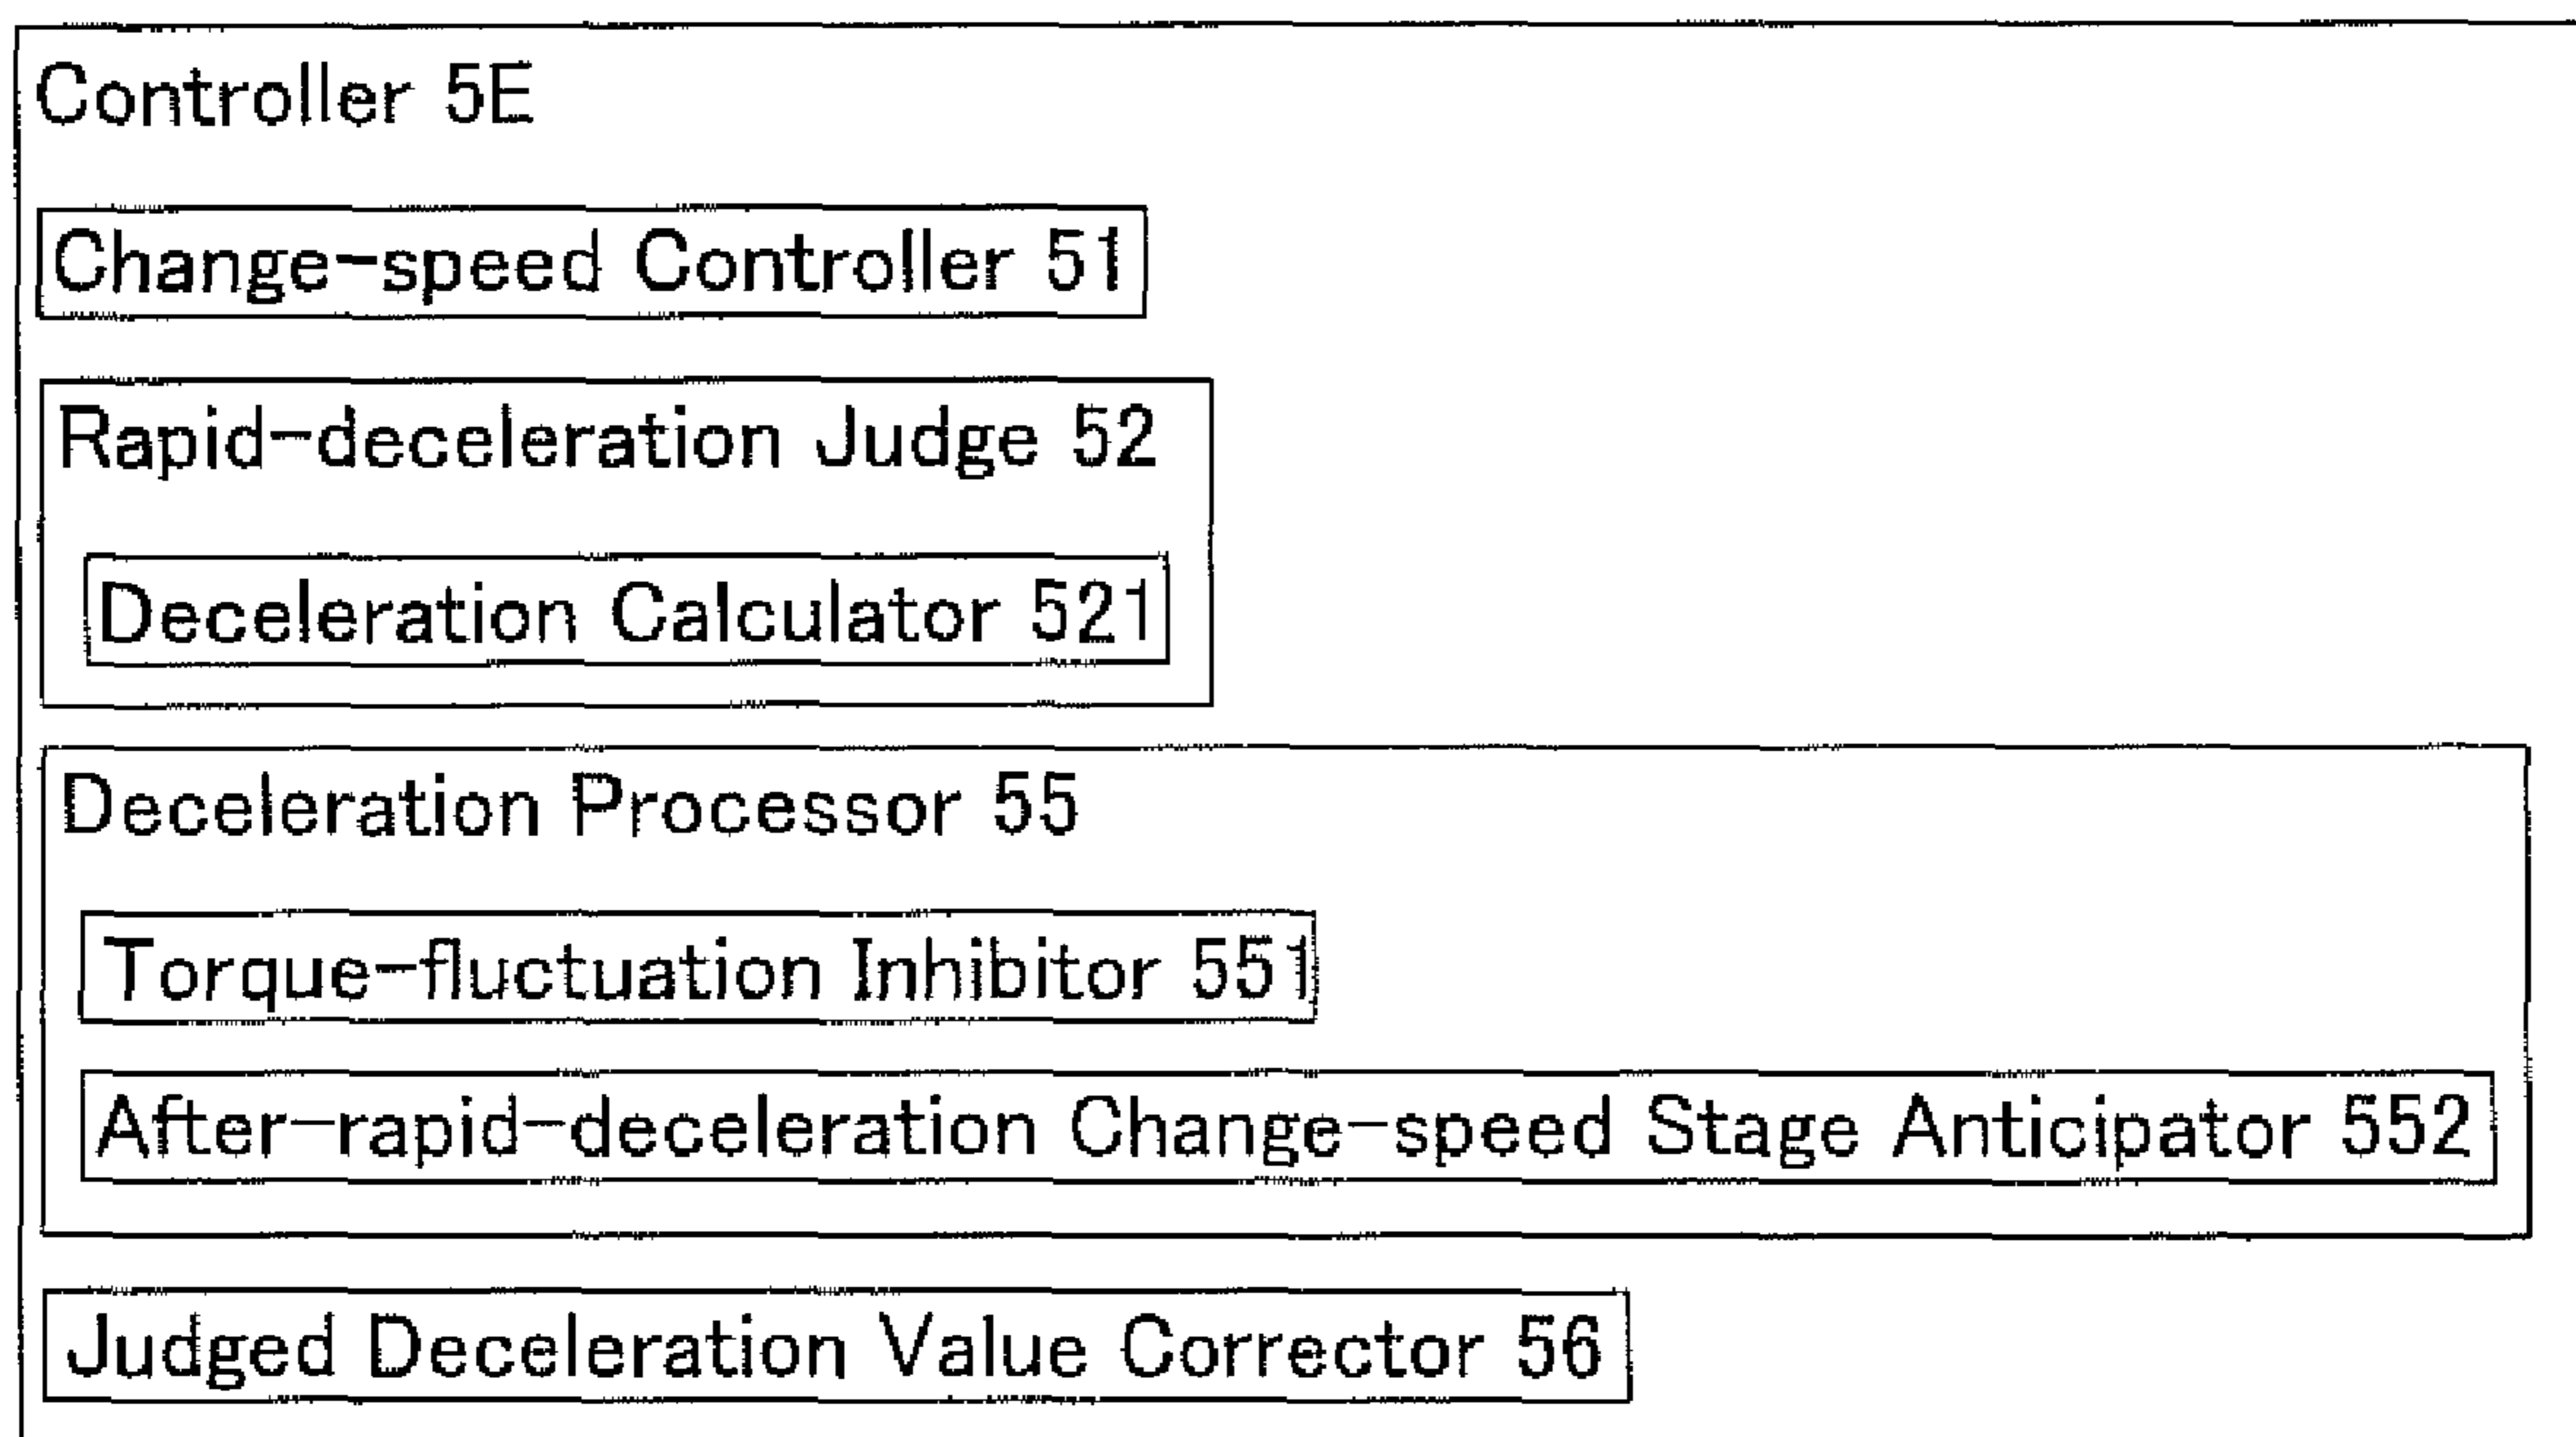 Controller 5E
Change-speed Controller 51
Rapid-deceleration Judge 52
Deceleration Calculator 521
Deceleration Processor 55
Torque-fluctuation Inhibitor 551
After-rapid-deceleration Change-speed Stage Anticipator 552
Judged Deceleration Value Corrector 56